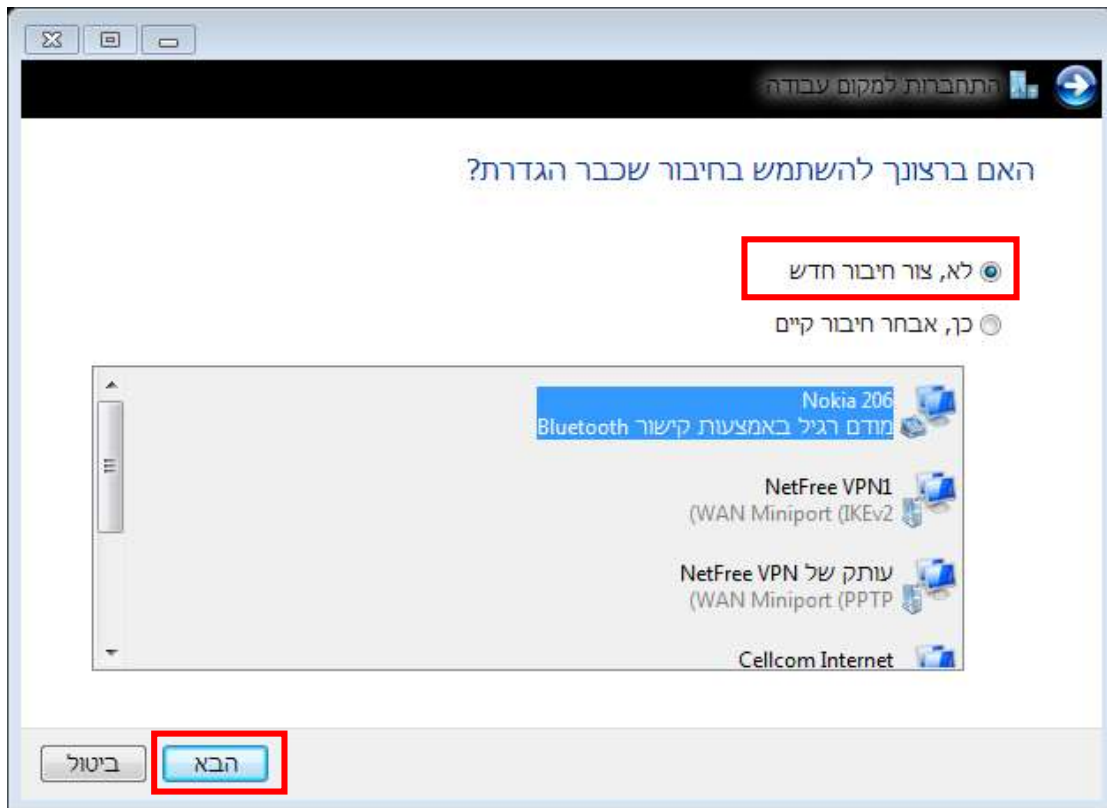 התחברות למקום עבודה
האם ברצונך להשתמש בחיבור שכבר הגדרת?
לא, צור חיבור חדש
כן, אבחר חיבור קיים
Nokia 206
מודם רגיל באמצעות קישור Bluetooth
NetFree VPN1
(WAN Miniport (IKEv2
עותק של NetFree VPN
(WAN Miniport (PPTP
Cellcom Internet
הבא
ביטול